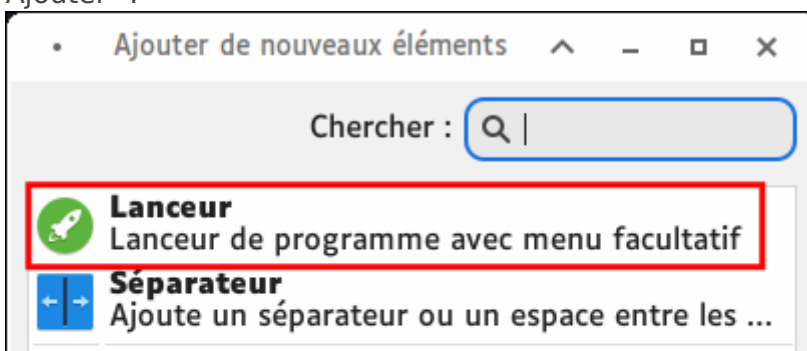 Ajouter de nouveaux éléments
Chercher :
Lanceur
Lanceur de programme avec menu facultatif
Séparateur
Ajoute un séparateur ou un espace entre les ...